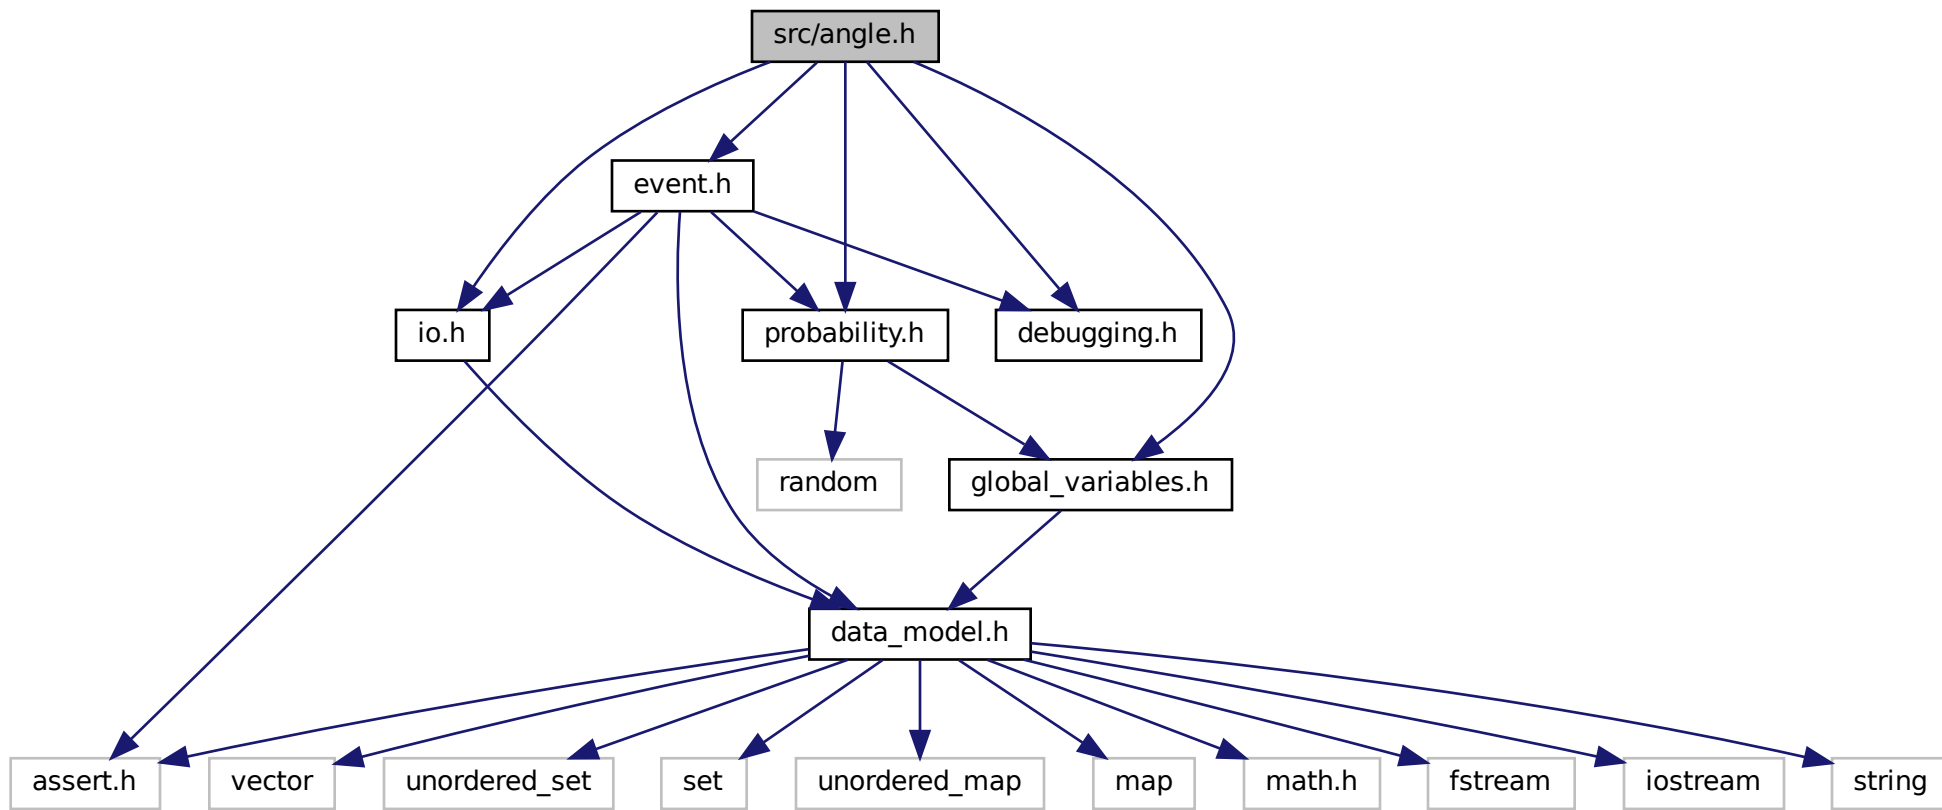 src/angle.h
event.h
io.h
probability.h
debugging.h
random
global_variables.h
data_model.h
assert.h
vector
unordered_set
set
unordered_map
map
math.h
fstream
iostream
string